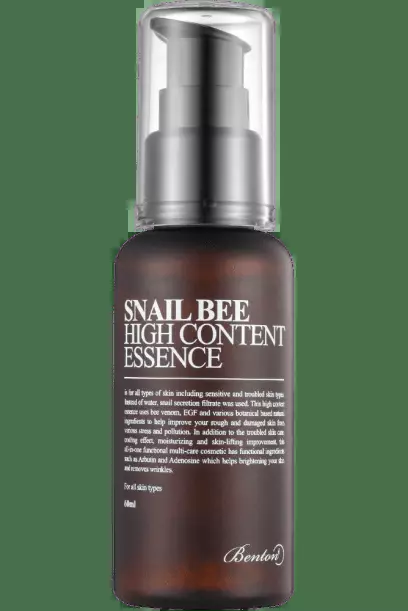 SNAIL BEE
HIGH CONTENT
ESSENCE
is for all types of skin including sensitive and troubled skin types
Instead of water, snail secretion filtrate was used. This high content
essence uses bee venom, EGF and various botanical based natural
ingredients to help improve your rough and damaged skin from
various stress and pollution. In addition to the troubled skin care
cooling effect, moisturizing and skin-lifting improvement, this
all-in-one functional multi-care cosmetic has functional ingredients
such as Arbutin and Adenosine which helps brightening your skin
and removes wrinkles.
For all skin types
60ml
Benton